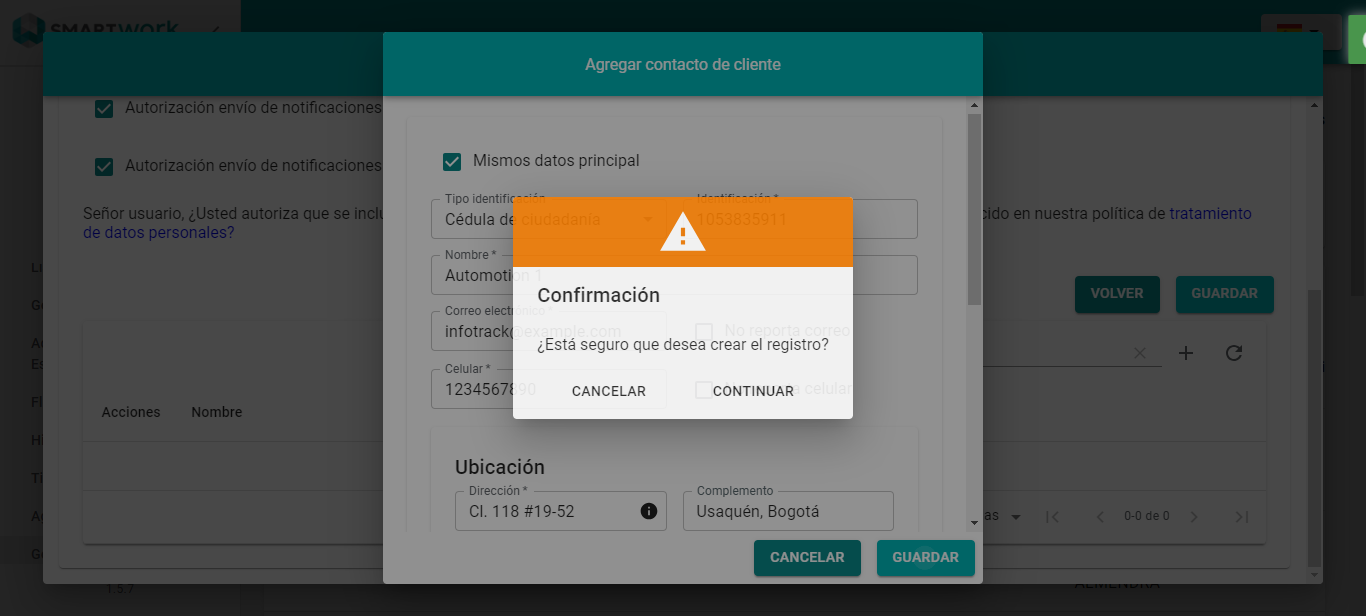 SMARTwork
Agregar contacto de cliente
Autorización envío de notificaciones
Mismos datos principal
Autorización envío de notificaciones
Tipo identificación
Identificación *
Cédula de ciudadanía
1053835911
Señor usuario, ¿Usted autoriza que se inclu
cido en nuestra política de tratamiento
de datos personales?
Nombre *
Automotion 1
Confirmación
VOLVER
GUARDAR
Correo electrónico *
infotrack@example.com
No reporta correo
¿Está seguro que desea crear el registro?
Celular *
1234567890
CANCELAR
CONTINUAR
celular
Acciones
Nombre
Ubicación
Dirección *
Complemento
Cl. 118 #19-52
Usaquén, Bogotá
as
0-0 de 0
CANCELAR
GUARDAR
1.5.7
ALMENDRA